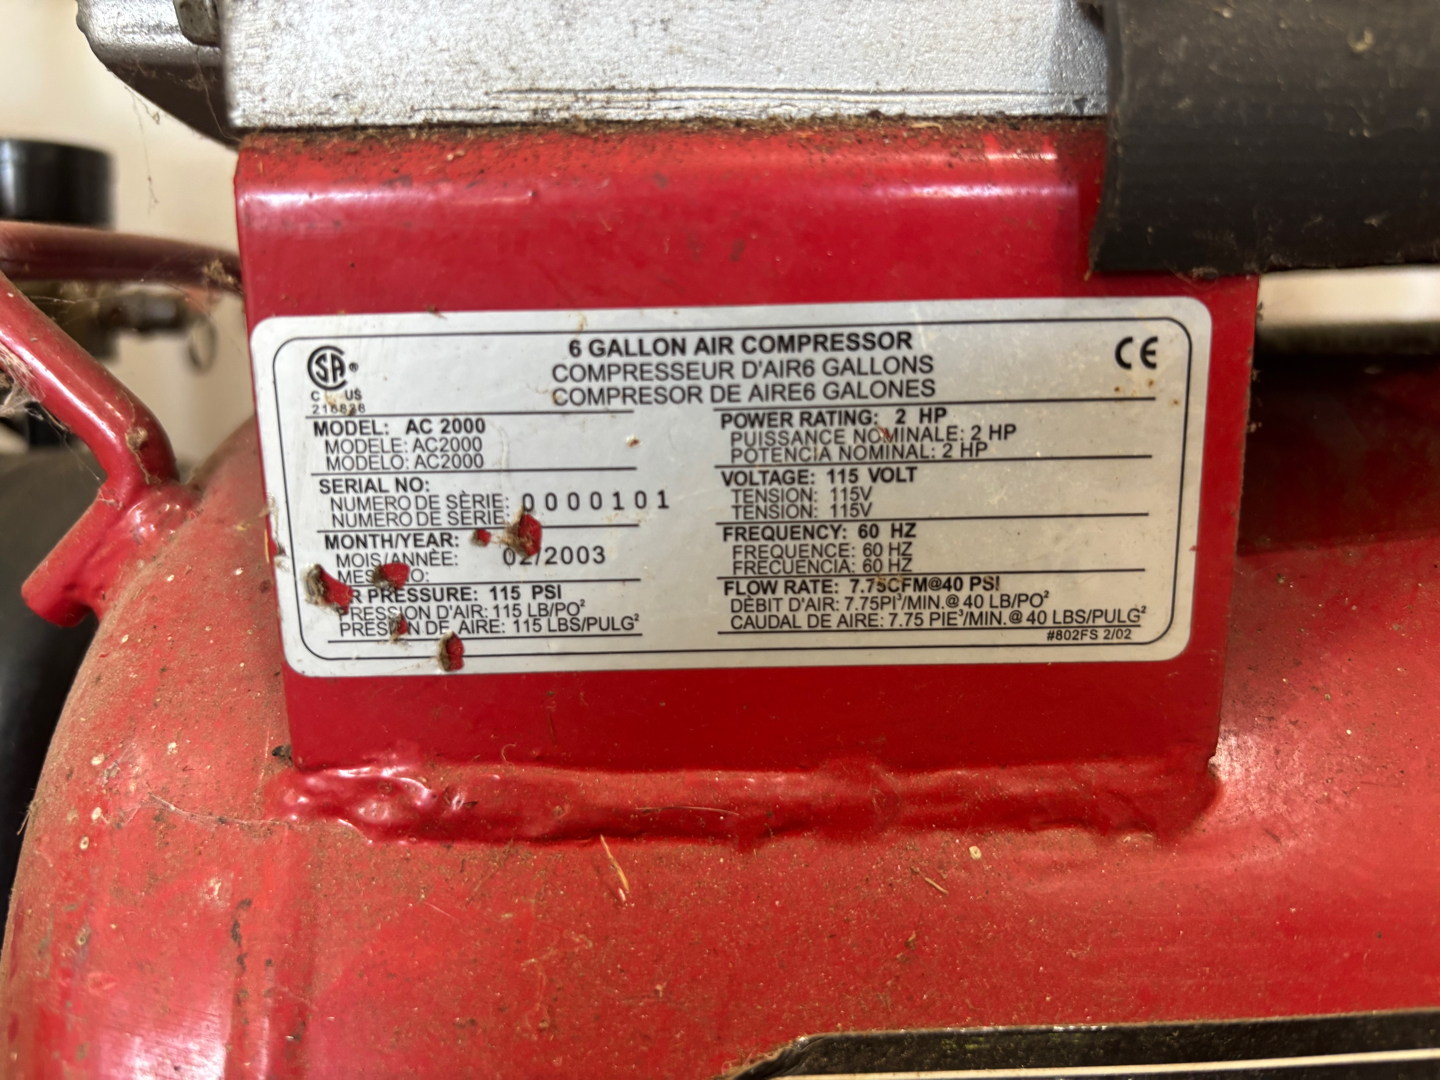 SA®
C US
6 GALLON AIR COMPRESSOR
CE
COMPRESSEUR D'AIR6 GALLONS
COMPRESOR DE AIRE6 GALONES
MODEL: AC 2000
MODELE: AC2000
MODELO: AC2000
SERIAL NO:
NUMERO DE SÈRIE: 0000101
NUMERO DE SERIE:
MONTH/YEAR:
MOIS/ANNÈE: 02/2003
PRESSURE: 115 PSI
PRESSION D'AIR: 115 LB/PO²
DE AIRE: 115 LBS/PULG²
POWER RATING: 2 HP
PUISSANCE NOMINALE: 2 HP
POTENCIA NOMINAL: 2 HP
VOLTAGE: 115 VOLT
TENSION: 115V
TENSION: 115V
FREQUENCY: 60 HZ
FREQUENCE: 60 HZ
FRECUENCIA: 60 HZ
FLOW RATE: 7.75CFM@40 PSI
DÈBIT D'AIR: 7.75PI³/MIN.@ 40 LB/PO²
CAUDAL DE AIRE: 7.75 PIE³/MIN.@ 40 LBS/PULG²
#802FS 2/02